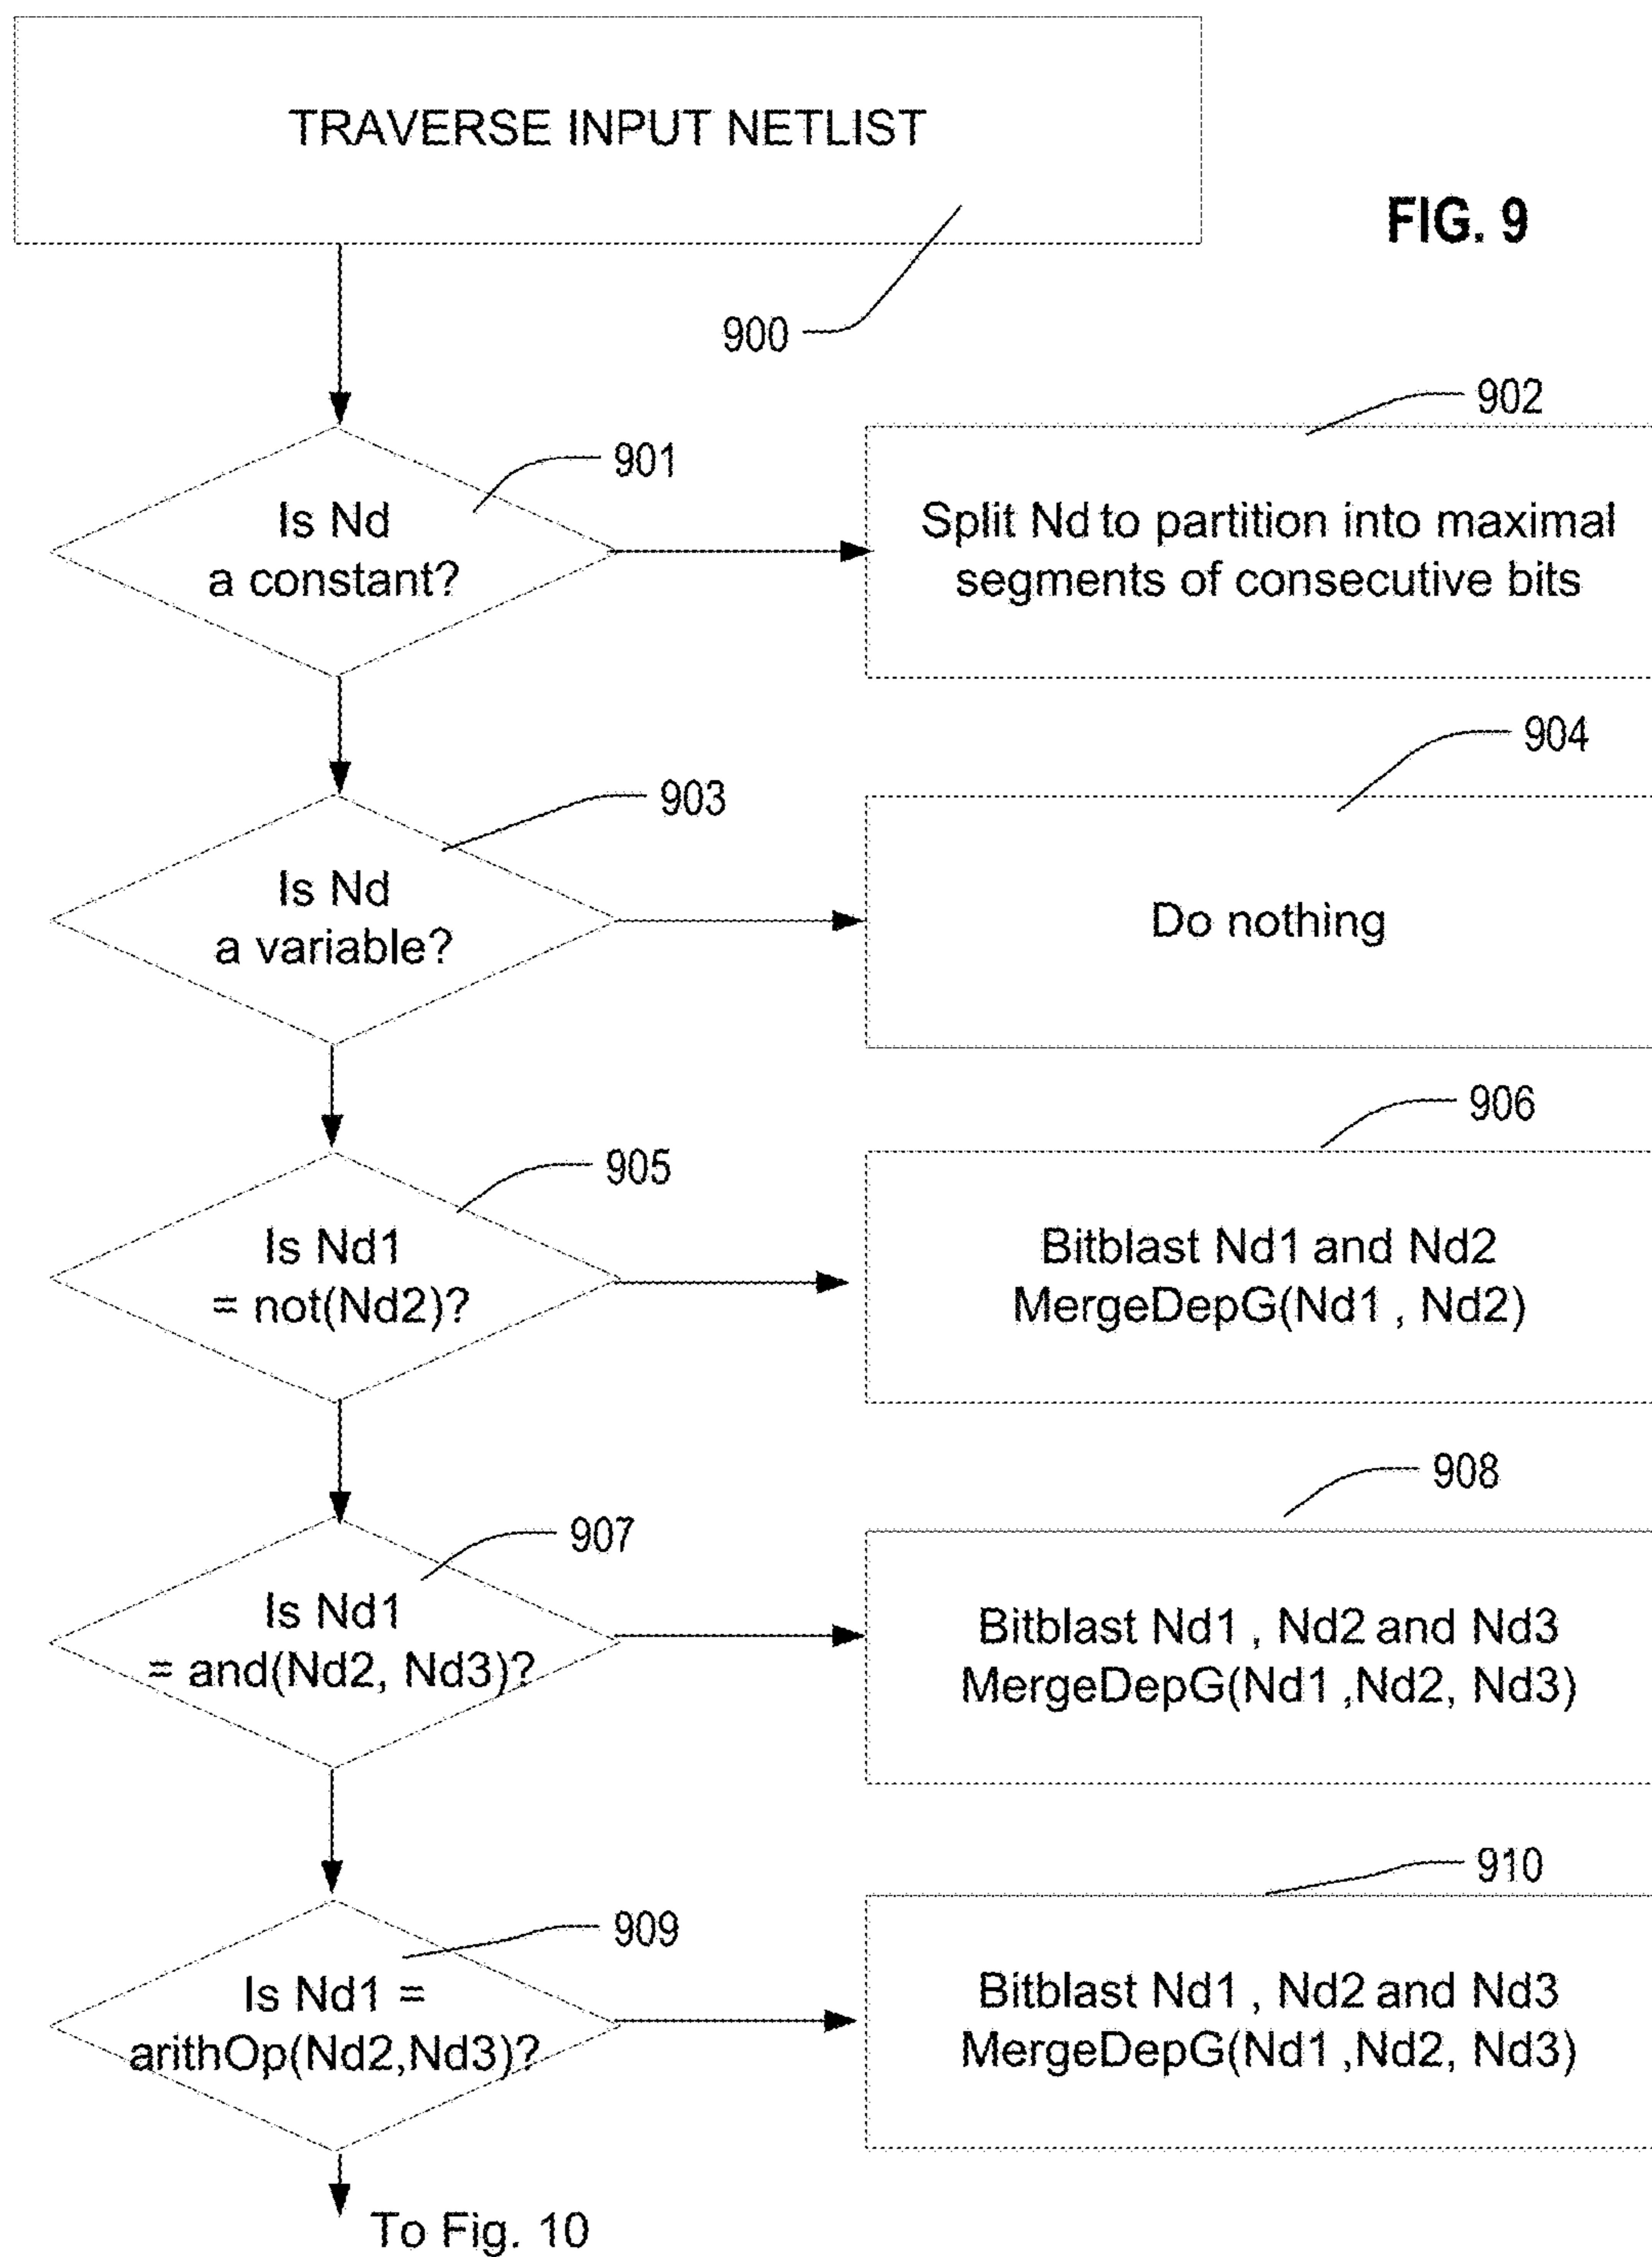 TRAVERSE INPUT NETLIST
FIG. 9
900
902
901
Is Nd
a constant?
Split Nd to partition into maximal
segments of consecutive bits
904
903
Is Nd
a variable?
Do nothing
906
905
Is Nd1
= not(Nd2)?
Bitblast Nd1 and Nd2
MergeDepG(Nd1 , Nd2)
908
907
Is Nd1
= and(Nd2, Nd3)?
Bitblast Nd1 , Nd2 and Nd3
MergeDepG(Nd1 ,Nd2, Nd3)
910
909
Is Nd1 =
arithOp(Nd2,Nd3)?
Bitblast Nd1 , Nd2 and Nd3
MergeDepG(Nd1 ,Nd2, Nd3)
To Fig. 10